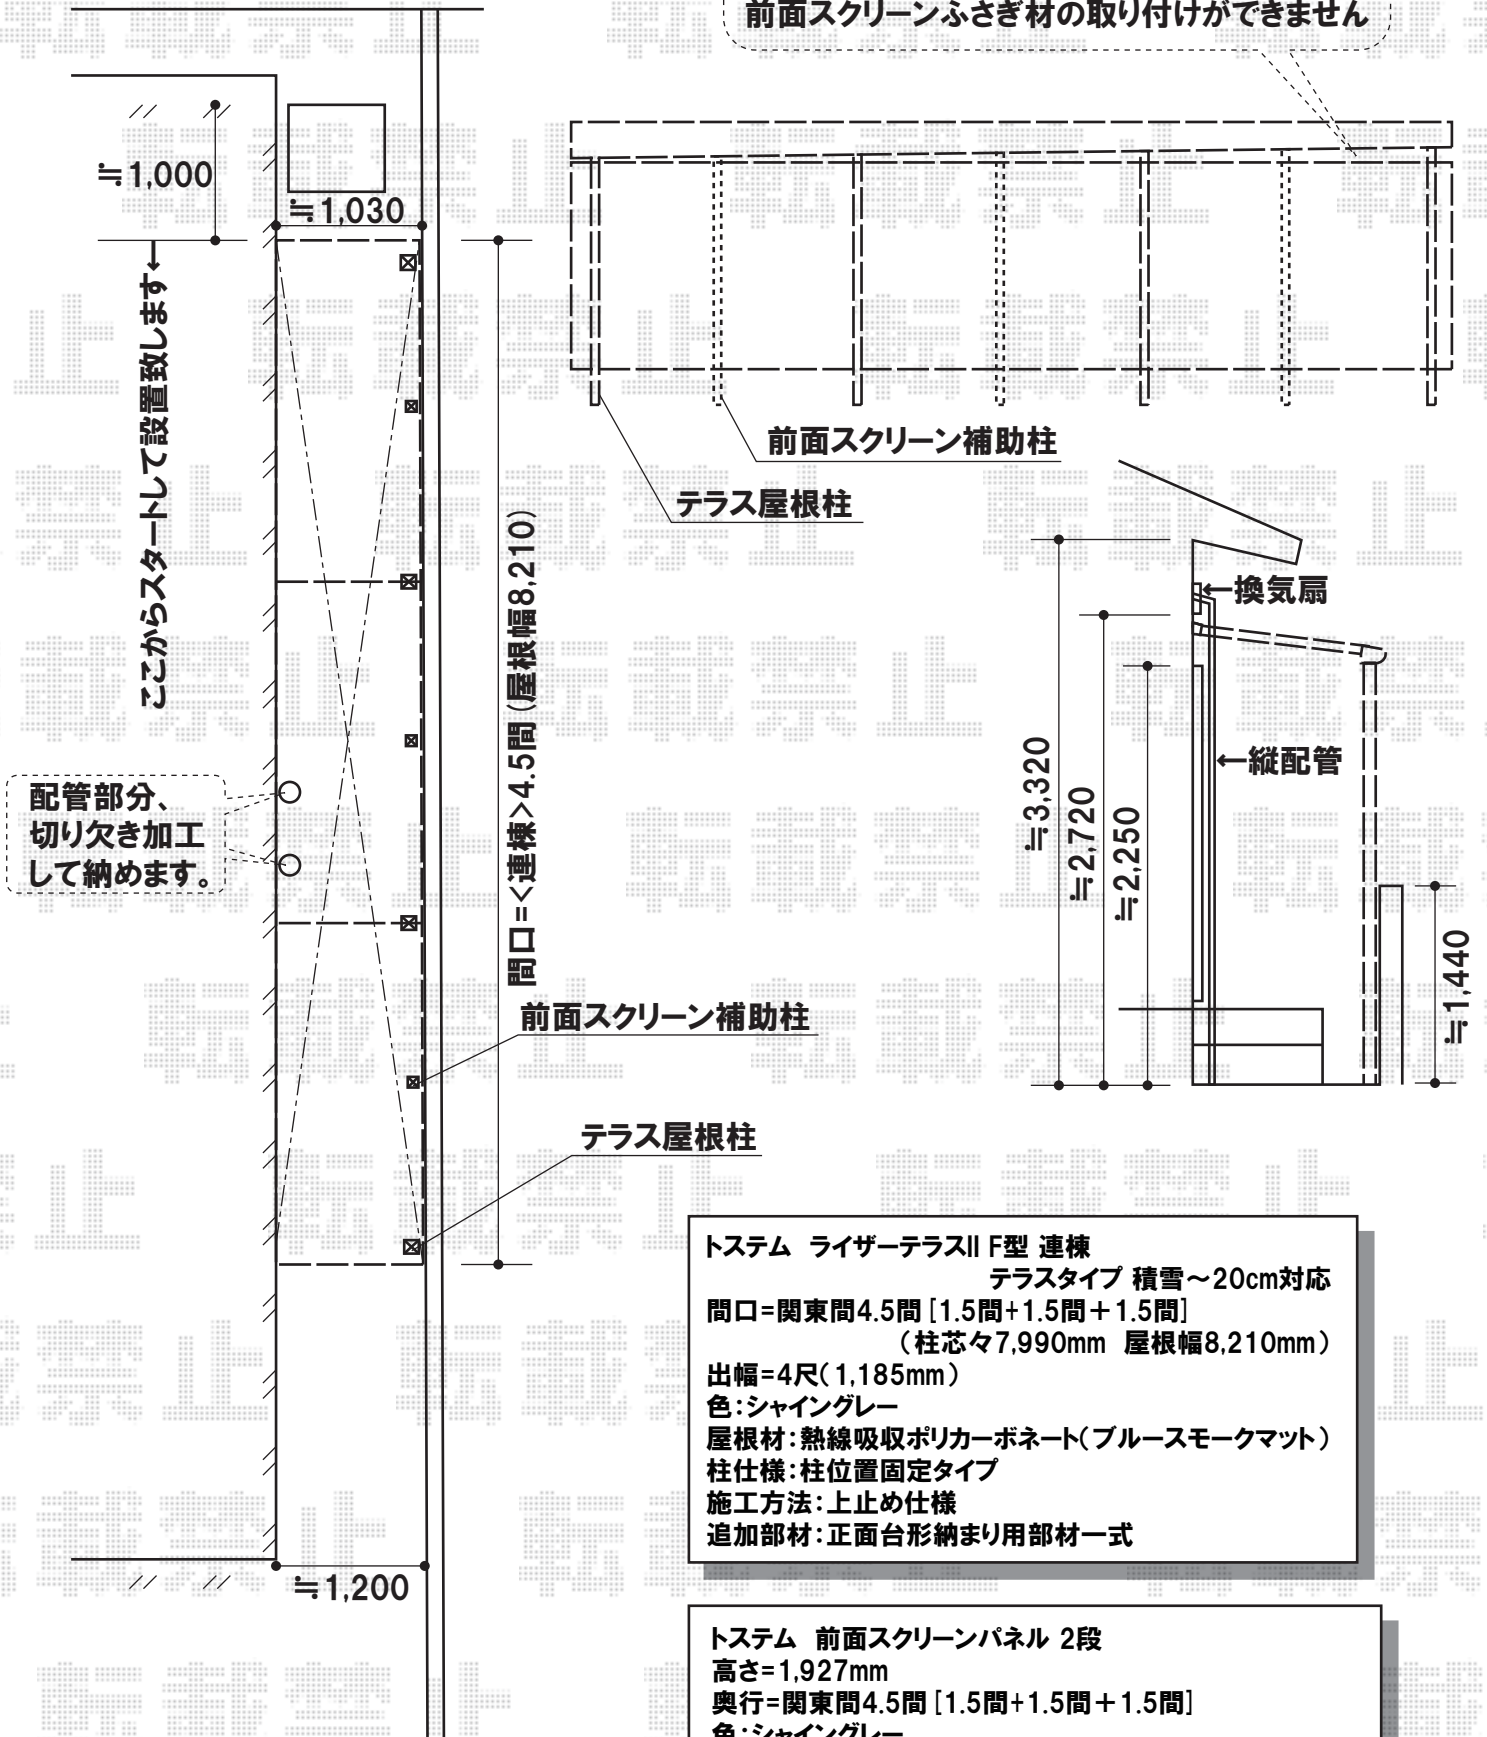 前面スクリーンふさぎ材の取り付けができません
≒1,000
≒1,030
ここからスタートして設置致します
前面スクリーン補助柱
テラス屋根柱
間口=<連棟>4.5間(屋根幅8,210)
換気扇
縦配管
≒3,320
≒2,720
≒2,250
≒1,440
配管部分、
切り欠き加工
して納めます。
前面スクリーン補助柱
テラス屋根柱
≒1,200
トステム ライザーテラスII F型 連棟
テラスタイプ 積雪～20cm対応
間口=関東間4.5間[1.5間+1.5間＋1.5間]
（柱芯々7,990mm 屋根幅8,210mm）
出幅=4尺(1,185mm)
色：シャイングレー
屋根材：熱線吸収ポリカーボネート(ブルースモークマット)
柱仕様：柱位置固定タイプ
施工方法：上止め仕様
追加部材：正面台形納まり用部材一式
トステム 前面スクリーンパネル 2段
高さ=1,927mm
奥行=関東間4.5間[1.5間+1.5間＋1.5間]
色：シャイングレー
転載禁止